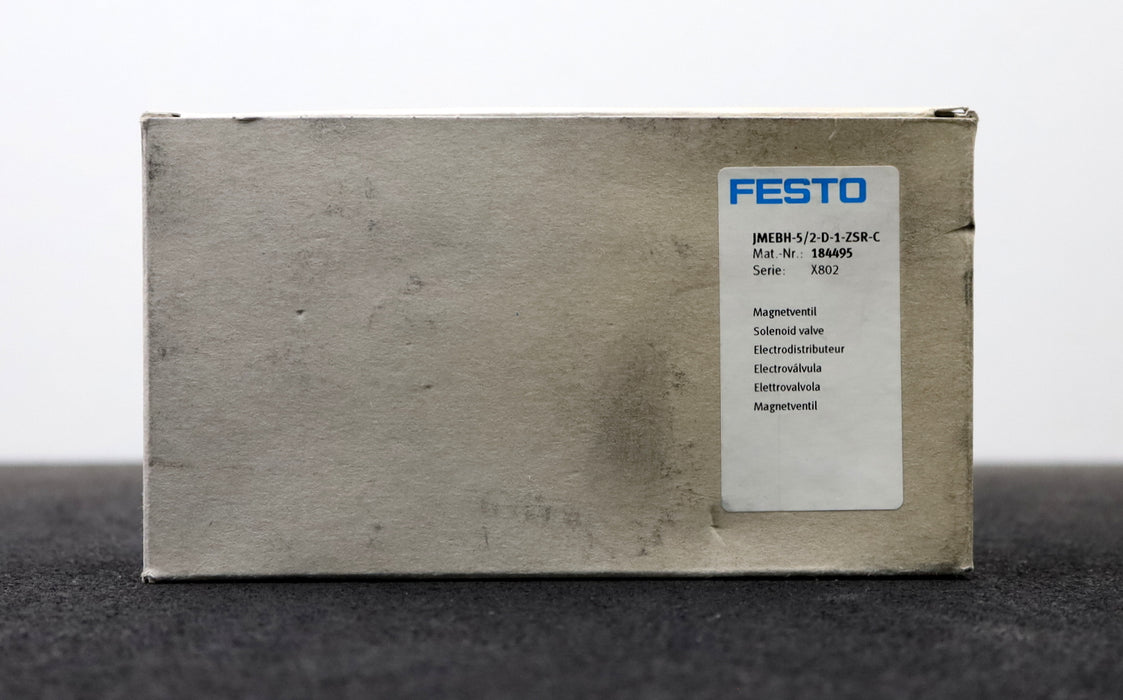 FESTO
JMEBH-5/2-D-1-ZSR-C
Mat.-Nr.: 184495
Serie: X802
Magnetventil
Solenoid valve
Electrodistributeur
Electroválvula
Elettrovalvola
Magnetventil